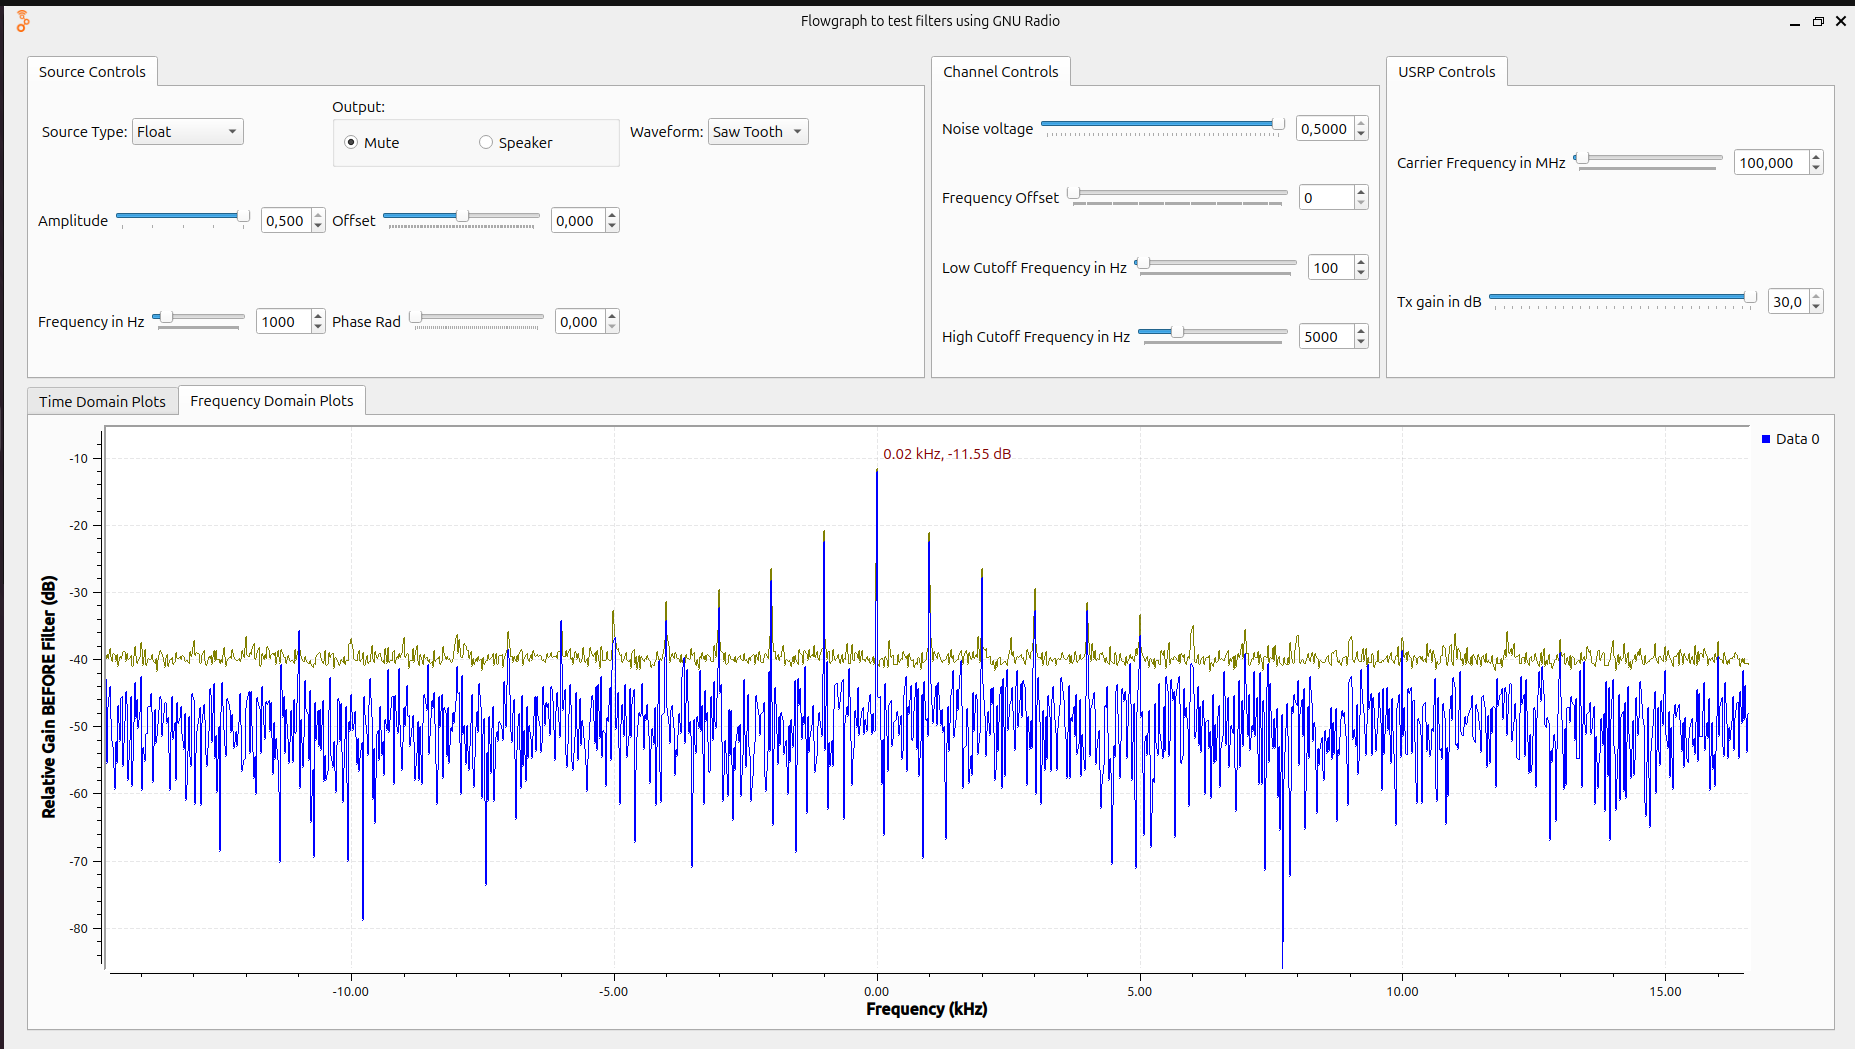 Flowgraph to test filters using GNU Radio
Source Controls
Channel Controls
USRP Controls
Output:
Source Type: Float
Mute
Speaker
Waveform: Saw Tooth
Noise voltage
0,5000
Carrier Frequency in MHz
100,000
Frequency Offset
0
Amplitude
0,500
Offset
0,000
Low Cutoff Frequency in Hz
100
Tx gain in dB
30,0
Frequency in Hz
1000
Phase Rad
0,000
High Cutoff Frequency in Hz
5000
Time Domain Plots
Frequency Domain Plots
Data 0
0.02 kHz, -11.55 dB
Relative Gain BEFORE Filter (dB)
-10
-20
-30
-40
-50
-60
-70
-80
-10.00
-5.00
0.00
5.00
10.00
15.00
Frequency (kHz)